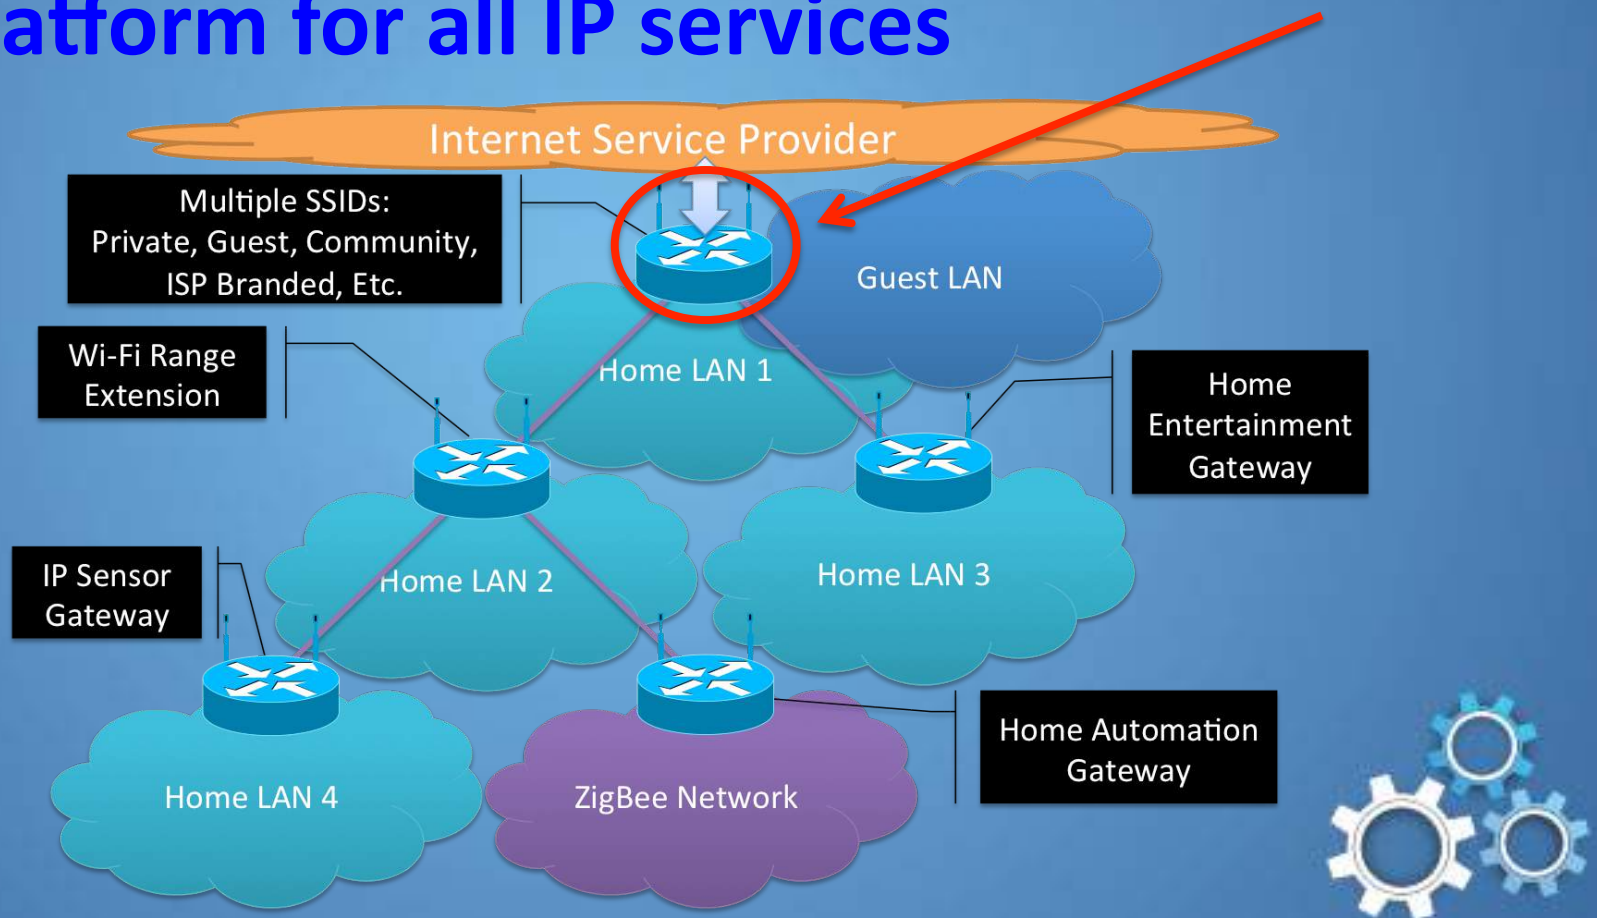 for all IP services
Internet Service Provider
Multiple SSIDs:
Private, Guest, Community,
ISP Branded, Etc.
Guest LAN
Wi-Fi Range
Extension
Home LAN 1
Home
Entertainment
Gateway
IP Sensor
Gateway
Home LAN 2
Home LAN 3
Home Automation
Gateway
Home LAN 4
ZigBee Network